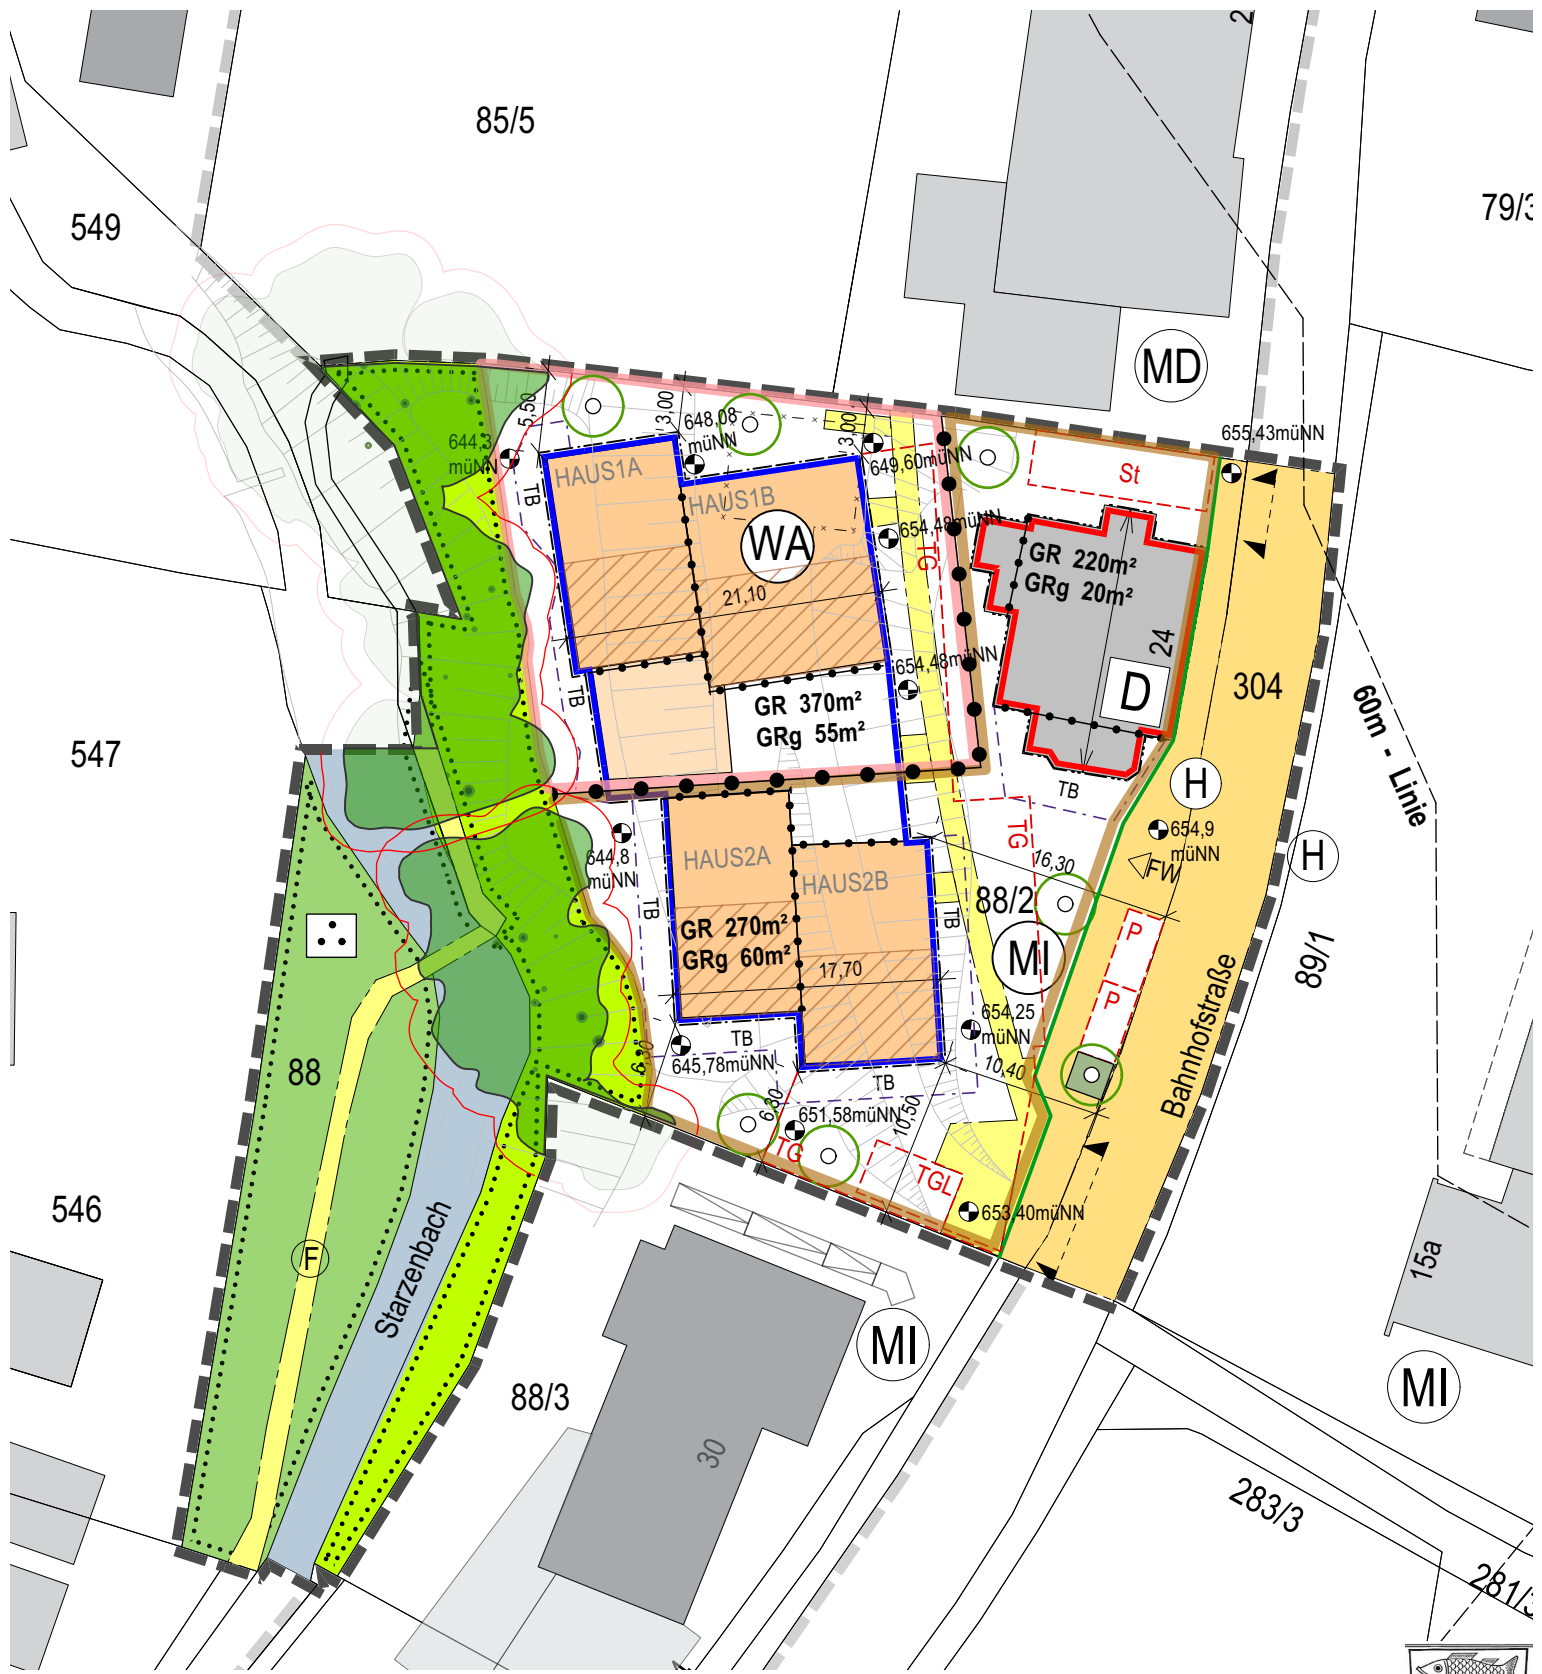 85/5
549
79/3
MD
5,50
3,00
648,08
müNN
3,00
655,43müNN
644,3
müNN
649,60müNN
St
HAUS1A
HAUS1B
TB
WA
654,48müNN
TG
GR 220m²
GRg 20m²
21,10
24
304
654,48müNN
TB
D
60m - Linie
GR 370m²
GRg 55m²
547
H
TB
654,9
müNN
TG
644,8
müNN
HAUS2A
16,30
H
FW
HAUS2B
88/2
TB
TB
P
GR 270m²
GRg 60m²
MI
89/1
17,70
P
Bahnhofstraße
654,25
müNN
TB
645,78müNN
10,40
88
TB
6,30
651,58müNN
10,50
TG
TGL
546
653,40müNN
F
Starzenbach
15a
MI
MI
88/3
30
283/3